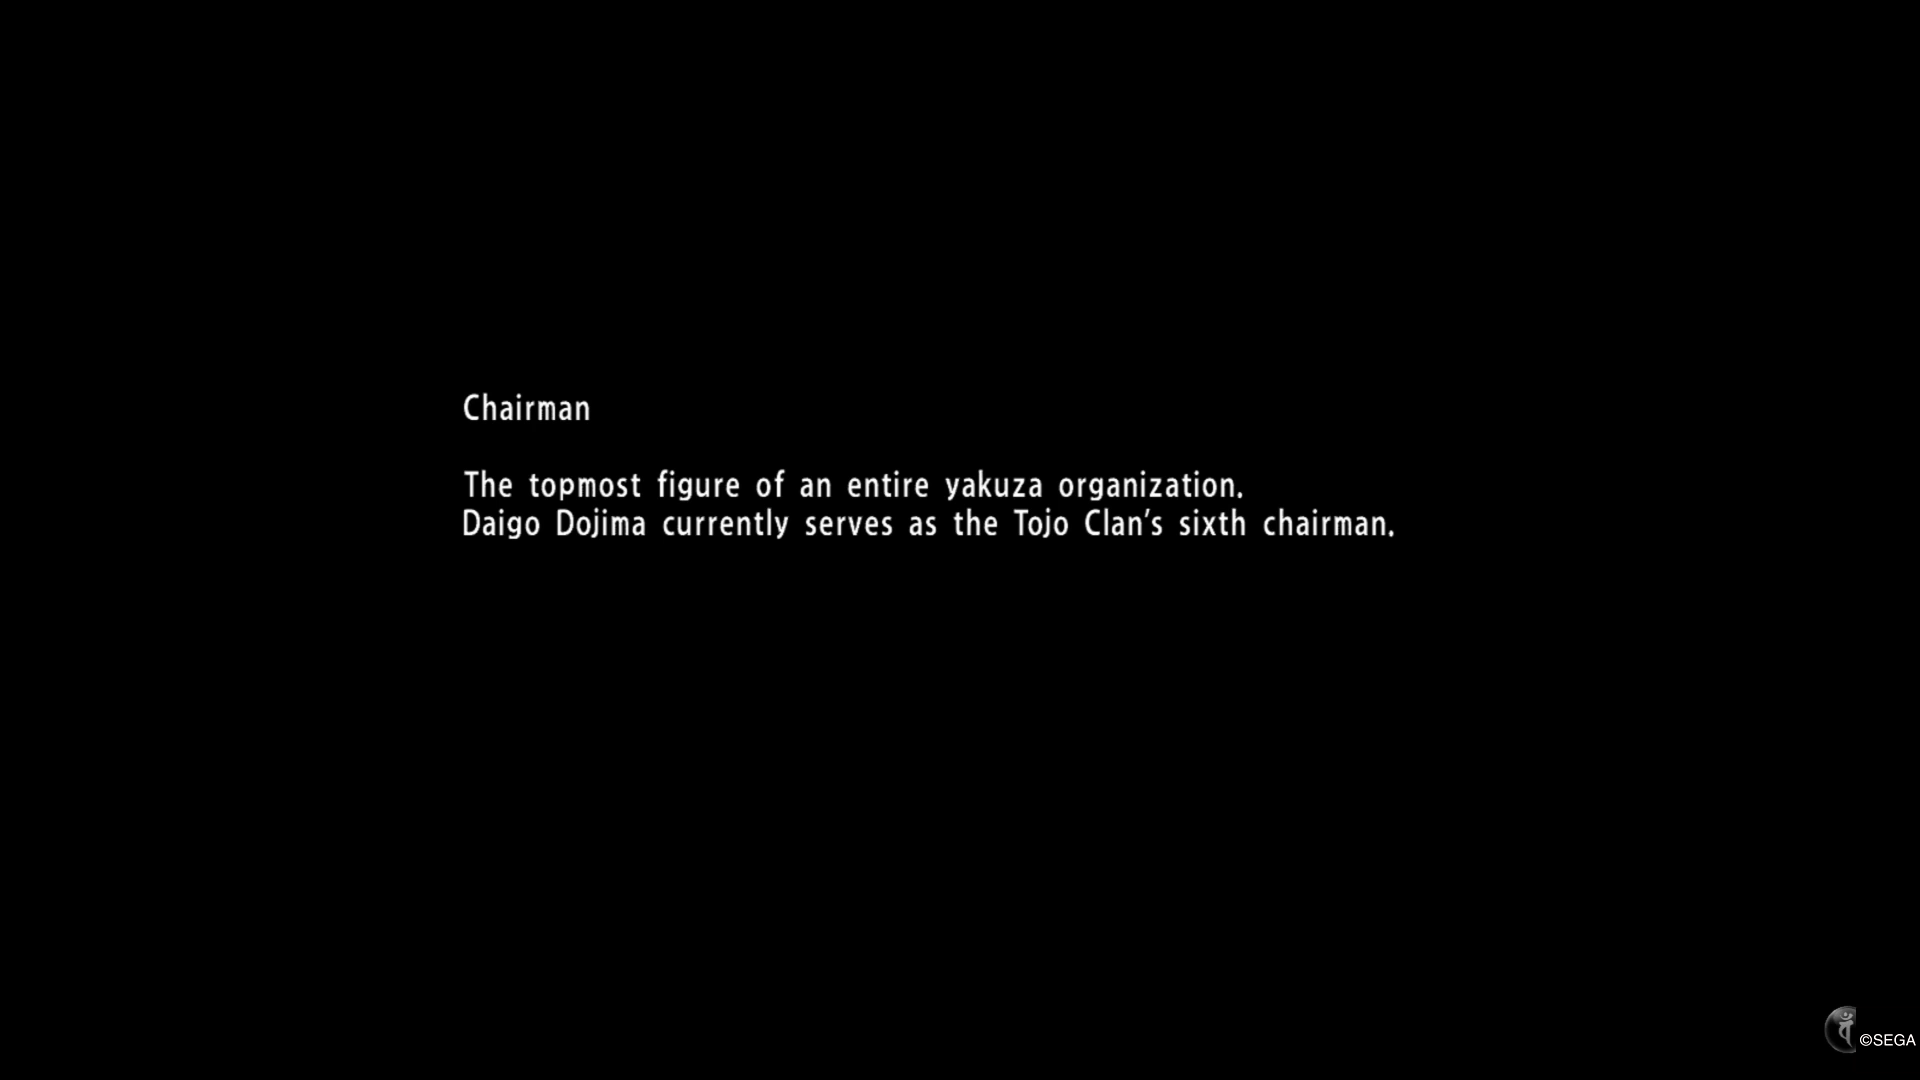 Chairman
The topmost figure of an entire yakuza organization.
Daigo Dojima currently serves as the Tojo Clan's sixth chairman.
©SEGA